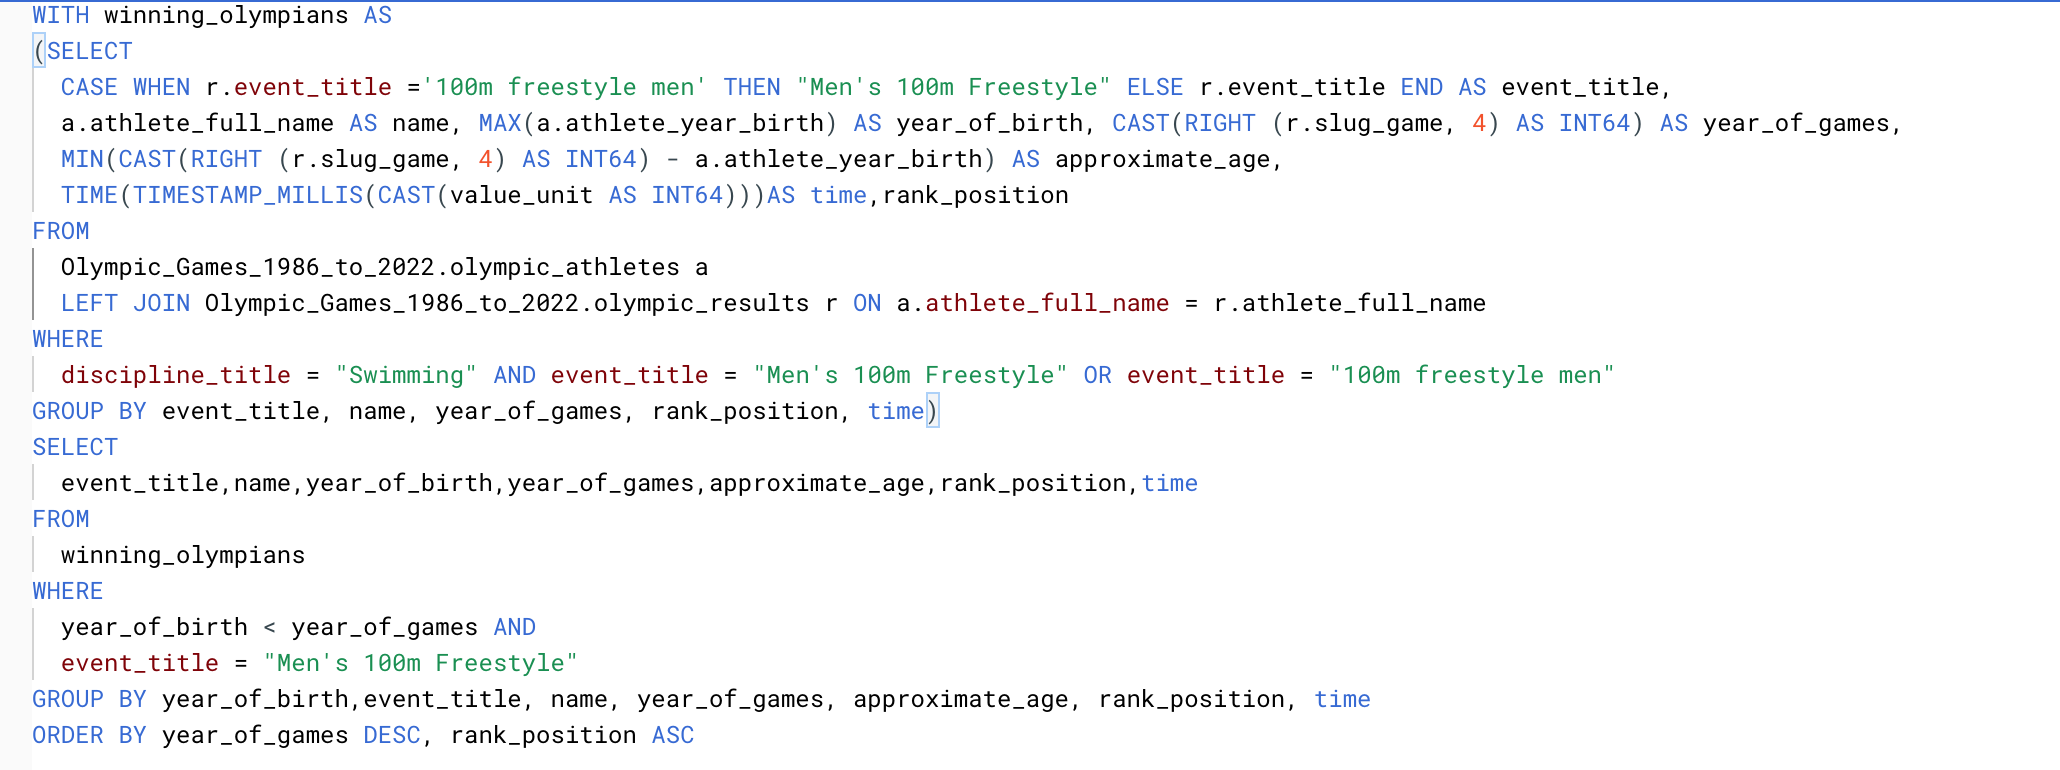 WITH winning_olympians AS
(SELECT
CASE WHEN r.event_title ='100m freestyle men' THEN "Men's 100m Freestyle" ELSE r.event_title END AS event_title,
a.athlete_full_name AS name, MAX(a.athlete_year_birth) AS year_of_birth, CAST(RIGHT (r.slug_game, 4) AS INT64) AS year_of_games,
MIN(CAST(RIGHT (r.slug_game, 4) AS INT64) - a.athlete_year_birth) AS approximate_age,
TIME(TIMESTAMP_MILLIS(CAST(value_unit AS INT64)))AS time,rank_position
FROM
Olympic_Games_1986_to_2022.olympic_athletes a
LEFT JOIN Olympic_Games_1986_to_2022.olympic_results r ON a.athlete_full_name = r.athlete_full_name
WHERE
discipline_title = "Swimming" AND event_title = "Men's 100m Freestyle" OR event_title = "100m freestyle men"
GROUP BY event_title, name, year_of_games, rank_position, time)
SELECT
event_title,name,year_of_birth,year_of_games,approximate_age,rank_position,time
FROM
winning_olympians
WHERE
year_of_birth < year_of_games AND
event_title = "Men's 100m Freestyle"
GROUP BY year_of_birth,event_title, name, year_of_games, approximate_age, rank_position, time
ORDER BY year_of_games DESC, rank_position ASC